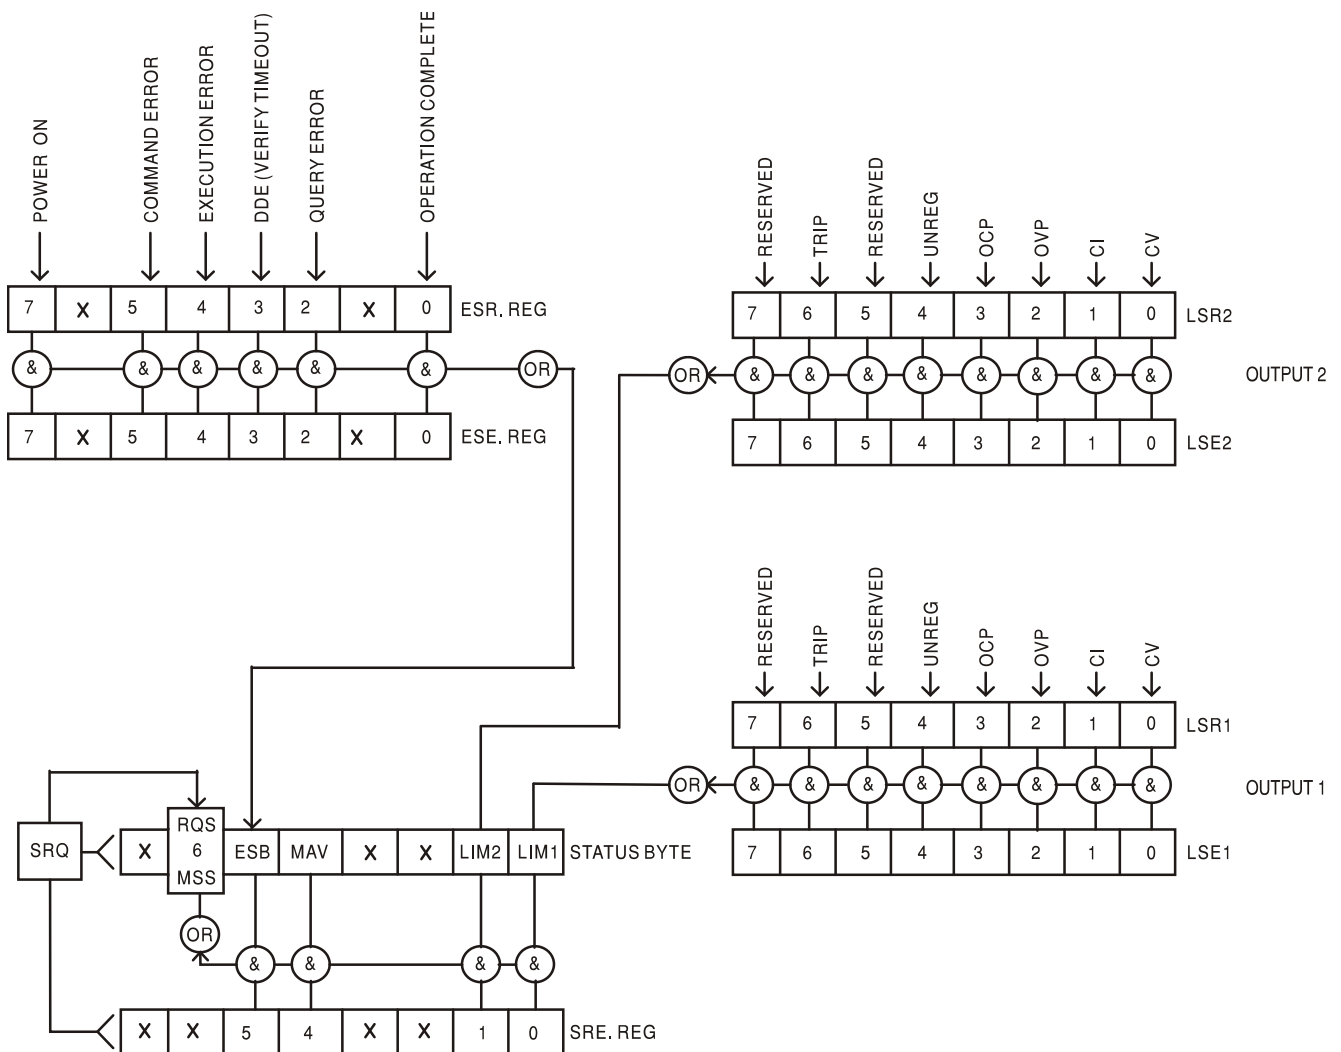 POWER ON
COMMAND ERROR
EXECUTION ERROR
DDE (VERIFY TIMEOUT)
QUERY ERROR
OPERATION COMPLETE
7 X 5 4 3 2 X 0 ESR. REG
& & & & & & OR
7 X 5 4 3 2 X 0 ESE. REG
RESERVED
TRIP
RESERVED
UNREG
OCP
OVP
CI
CV
7 6 5 4 3 2 1 0 LSR2
OR & & & & & & & & OUTPUT 2
7 6 5 4 3 2 1 0 LSE2
RESERVED
TRIP
RESERVED
UNREG
OCP
OVP
CI
CV
7 6 5 4 3 2 1 0 LSR1
OR & & & & & & & & OUTPUT 1
7 6 5 4 3 2 1 0 LSE1
SRQ
X RQS 6 MSS ESB MAV X X LIM2 LIM1 STATUS BYTE
OR
& & & &
X X 5 4 X X 1 0 SRE. REG